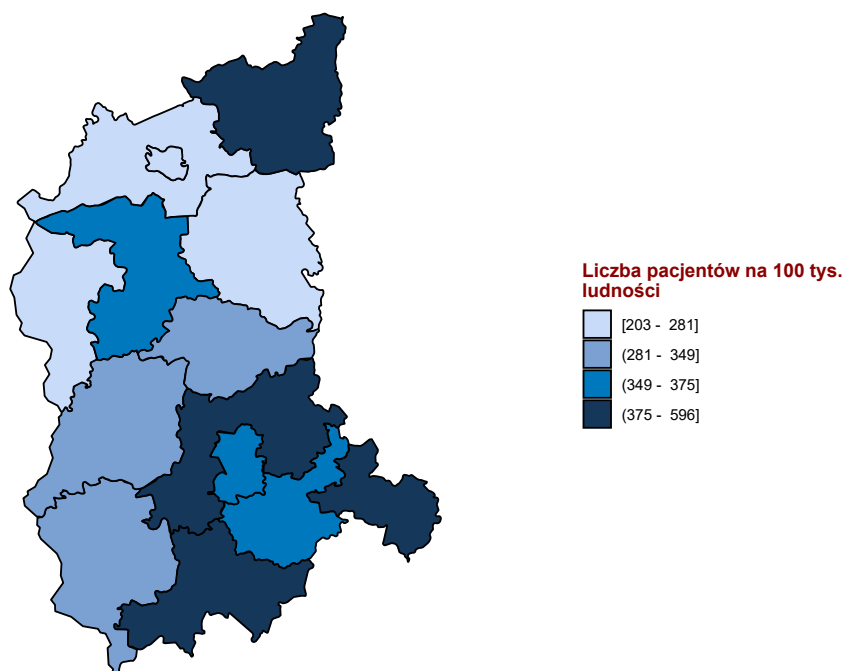 Liczba pacjentów na 100 tys.
ludności
[203 - 281]
(281 - 349]
(349 - 375]
(375 - 596]